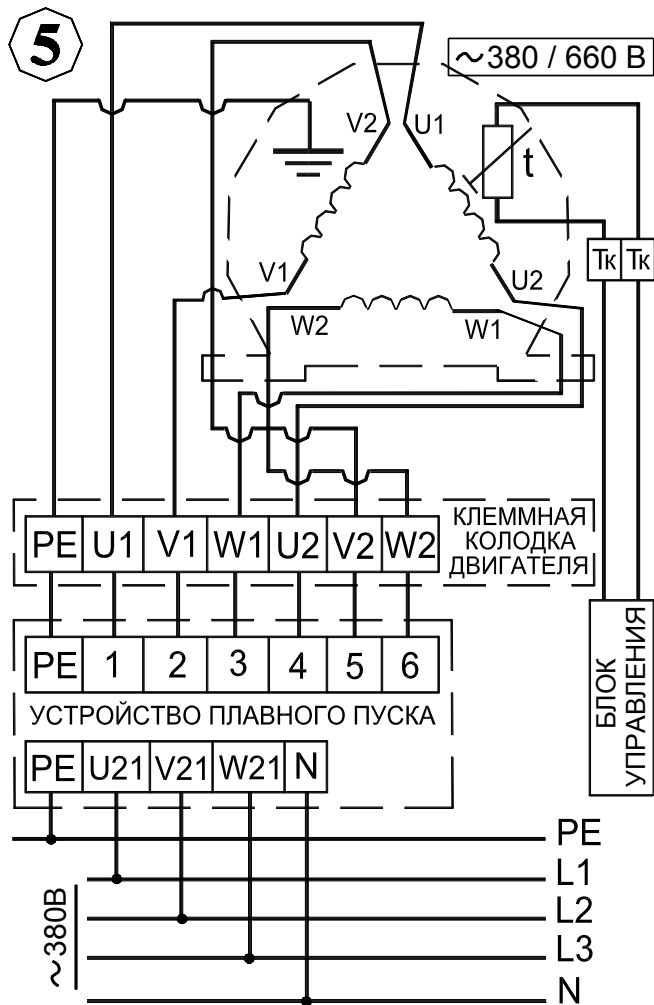 5
~380 / 660 В
V2
U1
t
Тк
Тк
V1
U2
W2
W1
КЛЕММНАЯ
КОЛОДКА
ДВИГАТЕЛЯ
PE
U1
V1
W1
U2
V2
W2
PE
1
2
3
4
5
6
УСТРОЙСТВО ПЛАВНОГО ПУСКА
БЛОК
УПРАВЛЕНИЯ
PE
U21
V21
W21
N
PE
L1
L2
L3
N
~380В